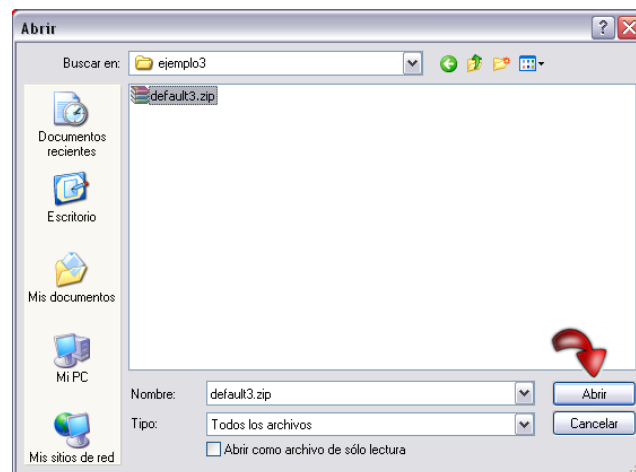 Abrir
Buscar en: ejemplo3
default3.zip
Documentos
recientes
Escritorio
Mis documentos
Mi PC
Mis sitios de red
Nombre: default3.zip Abrir
Tipo: Todos los archivos Cancelar
Abrir como archivo de sólo lectura